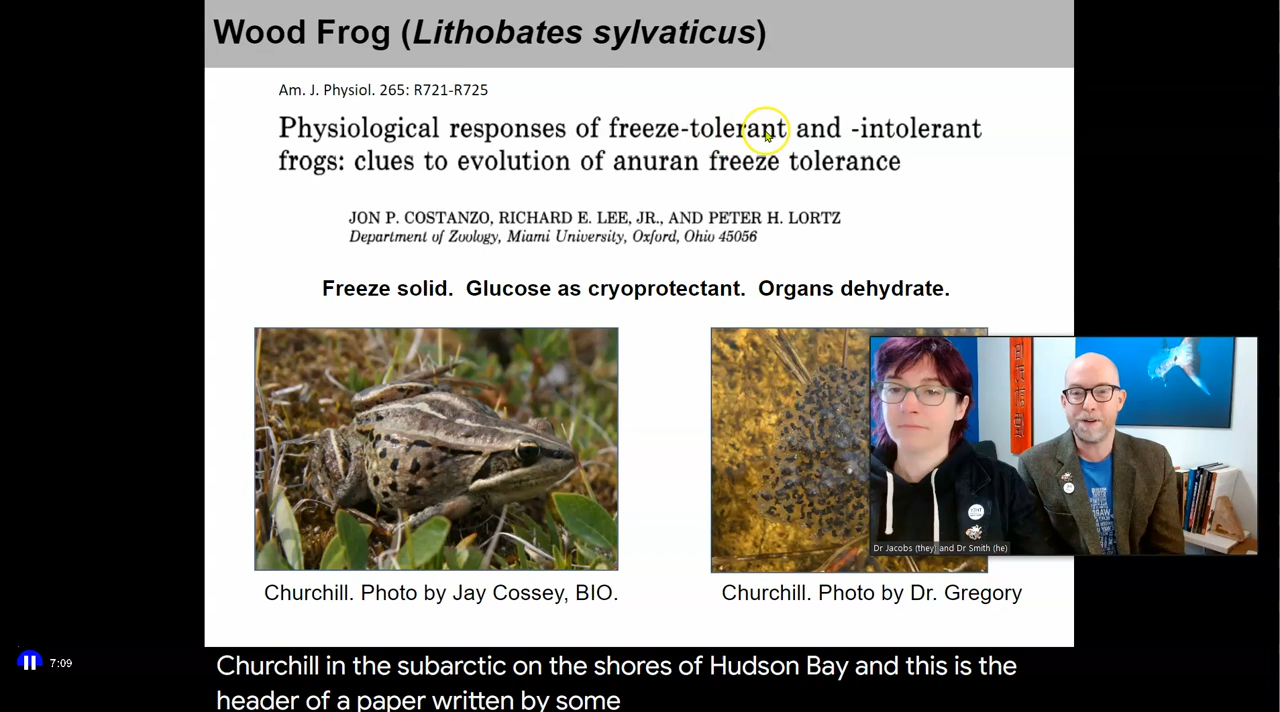 Wood Frog (Lithobates sylvaticus)
Am. J. Physiol. 265: R721-R725
Physiological responses of freeze-tolerant and -intolerant
frogs: clues to evolution of anuran freeze tolerance
JON P. COSTANZO, RICHARD E. LEE, JR., AND PETER H. LORTZ
Department of Zoology, Miami University, Oxford, Ohio 45056
Freeze solid. Glucose as cryoprotectant. Organs dehydrate.
Dr Jacobs (they) and Dr Smith (he)
Churchill. Photo by Jay Cossey, BIO.
Churchill. Photo by Dr. Gregory
7:09
Churchill in the subarctic on the shores of Hudson Bay and this is the
header of a paper written by some